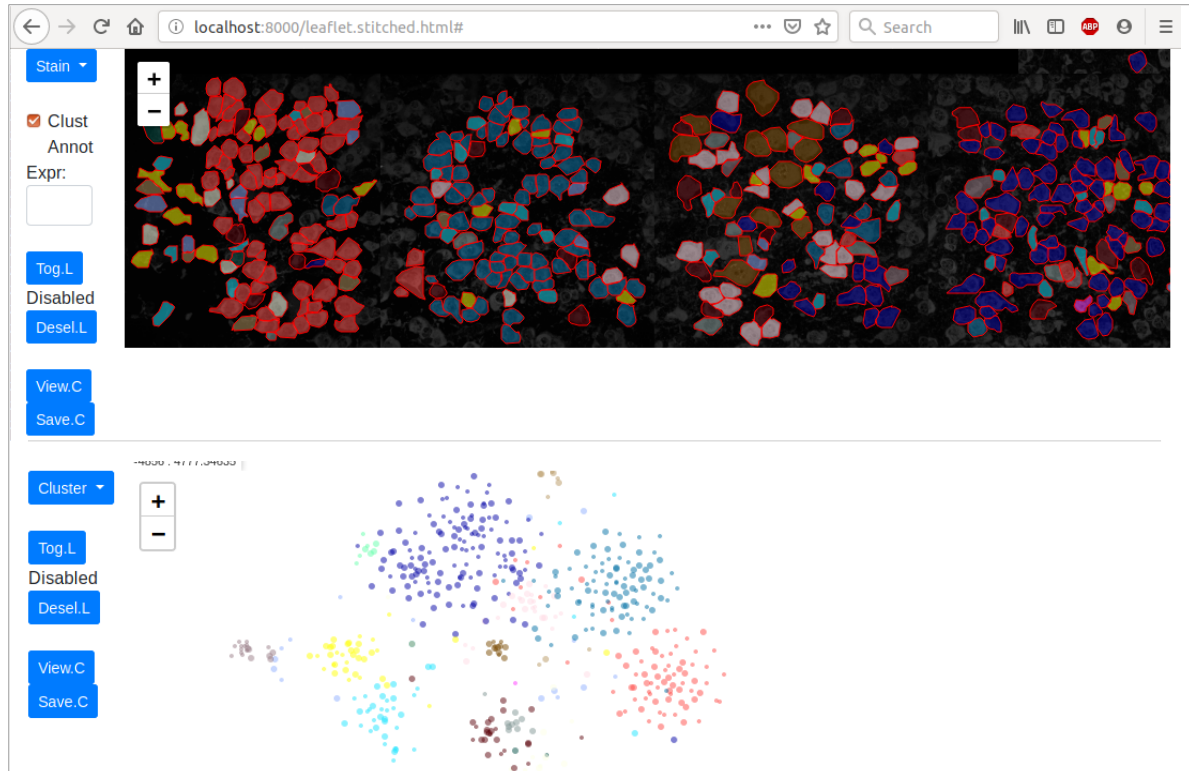 localhost:8000/leaflet.stitched.html#
Search
ABP
Stain
+
−
Clust
Annot
Expr:
Tog.L
Disabled
Desel.L
View.C
Save.C
Cluster
+
−
Tog.L
Disabled
Desel.L
View.C
Save.C